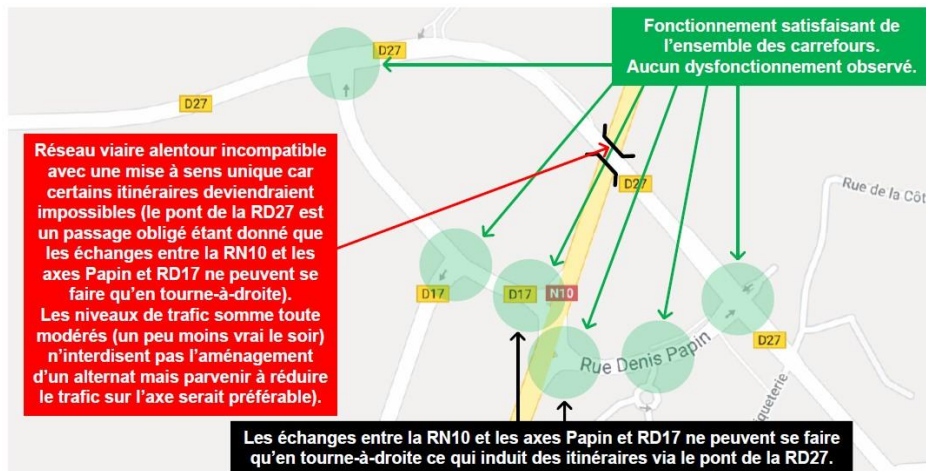 Fonctionnement satisfaisant de
l'ensemble des carrefours.
Aucun dysfonctionnement observé.
D27
D27
Réseau viaire alentour incompatible
avec une mise à sens unique car
certains itinéraires deviendraient
impossibles (le pont de la RD27 est
un passage obligé étant donné que
les échanges entre la RN10 et les
axes Papin et RD17 ne peuvent se
faire qu'en tourne-à-droite).
Les niveaux de trafic somme toute
modérés (un peu moins vrai le soir)
n'interdisent pas l'aménagement
d'un alternat mais parvenir à réduire
le trafic sur l'axe serait préférable).
D27
Rue de la Côt
D17
D17
N10
D27
Rue Denis Papin
queterie
Les échanges entre la RN10 et les axes Papin et RD17 ne peuvent se faire
qu'en tourne-à-droite ce qui induit des itinéraires via le pont de la RD27.